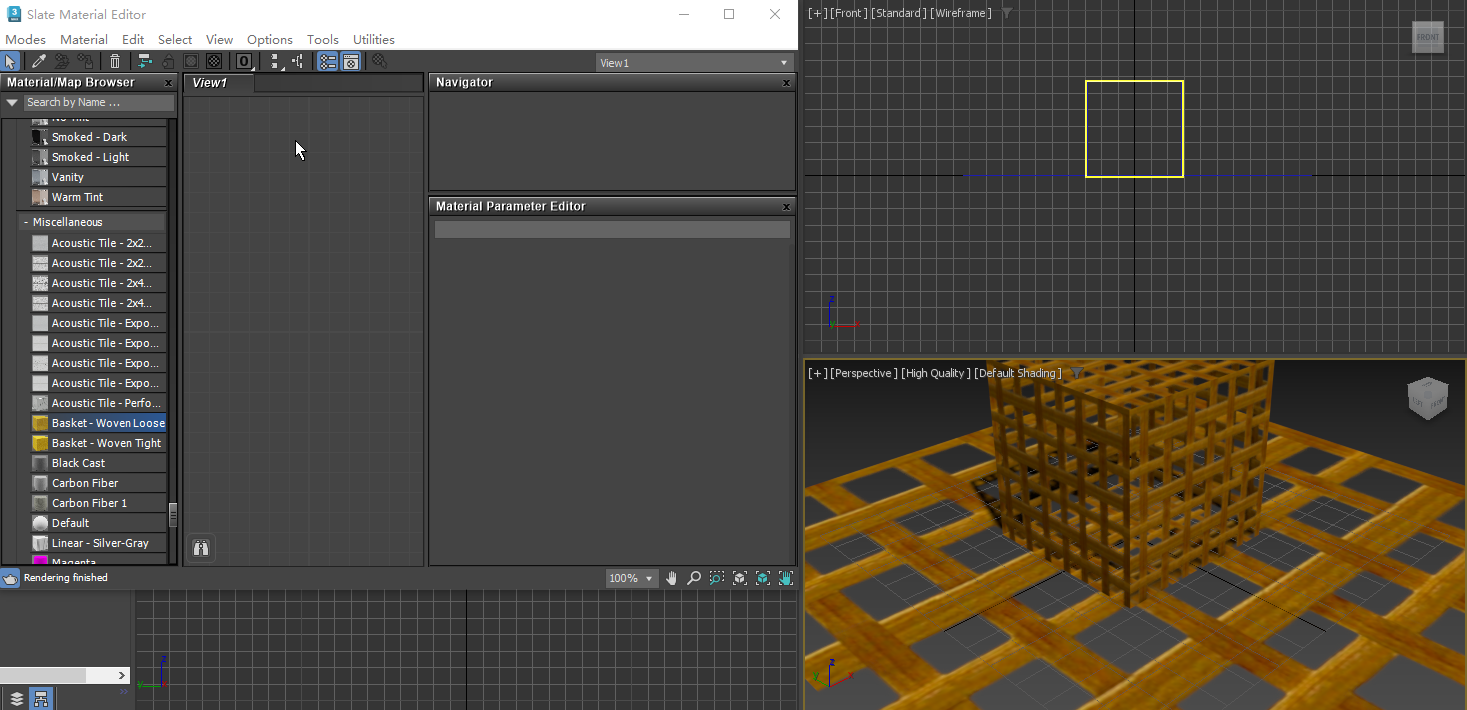 Slate Material Editor
Modes Material Edit Select View Options Tools Utilities
0
View1
Material/Map Browser x
Search by Name ...
No Tint
Smoked - Dark
Smoked - Light
Vanity
Warm Tint
- Miscellaneous
Acoustic Tile - 2x2...
Acoustic Tile - 2x2...
Acoustic Tile - 2x4...
Acoustic Tile - 2x4...
Acoustic Tile - Expo...
Acoustic Tile - Expo...
Acoustic Tile - Expo...
Acoustic Tile - Expo...
Acoustic Tile - Perfo...
Basket - Woven Loose
Basket - Woven Tight
Black Cast
Carbon Fiber
Carbon Fiber 1
Default
Linear - Silver-Gray
Magenta
View1
Navigator x
Material Parameter Editor x
Rendering finished
100%
z
y
x
[+] [Front ] [Standard ] [Wireframe ]
FRONT
z
y
x
[+] [Perspective ] [High Quality ] [Default Shading ]
z
y
x